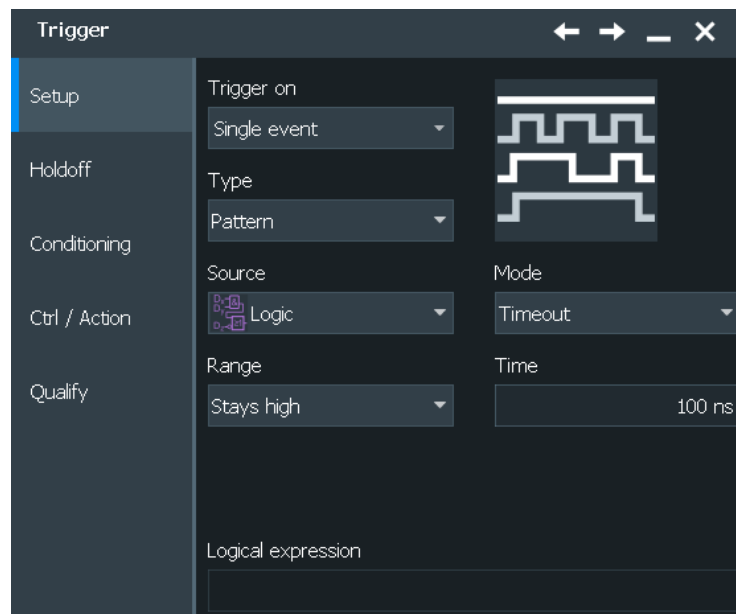 Trigger
Setup
Holdoff
Conditioning
Ctrl / Action
Qualify
Trigger on
Single event
Type
Pattern
Source
Logic
Mode
Timeout
Range
Stays high
Time
100 ns
Logical expression